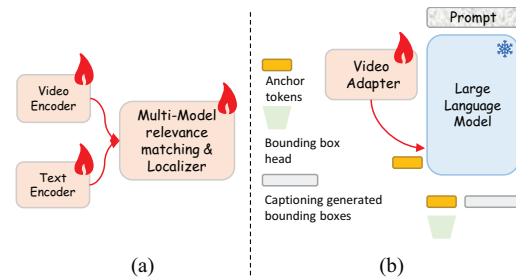 Video
Encoder
Text
Encoder
Multi-Model
relevance
matching &
Localizer
(a)
Anchor
tokens
Bounding box
head
Captioning generated
bounding boxes
Video
Adapter
Prompt
Large
Language
Model
(b)